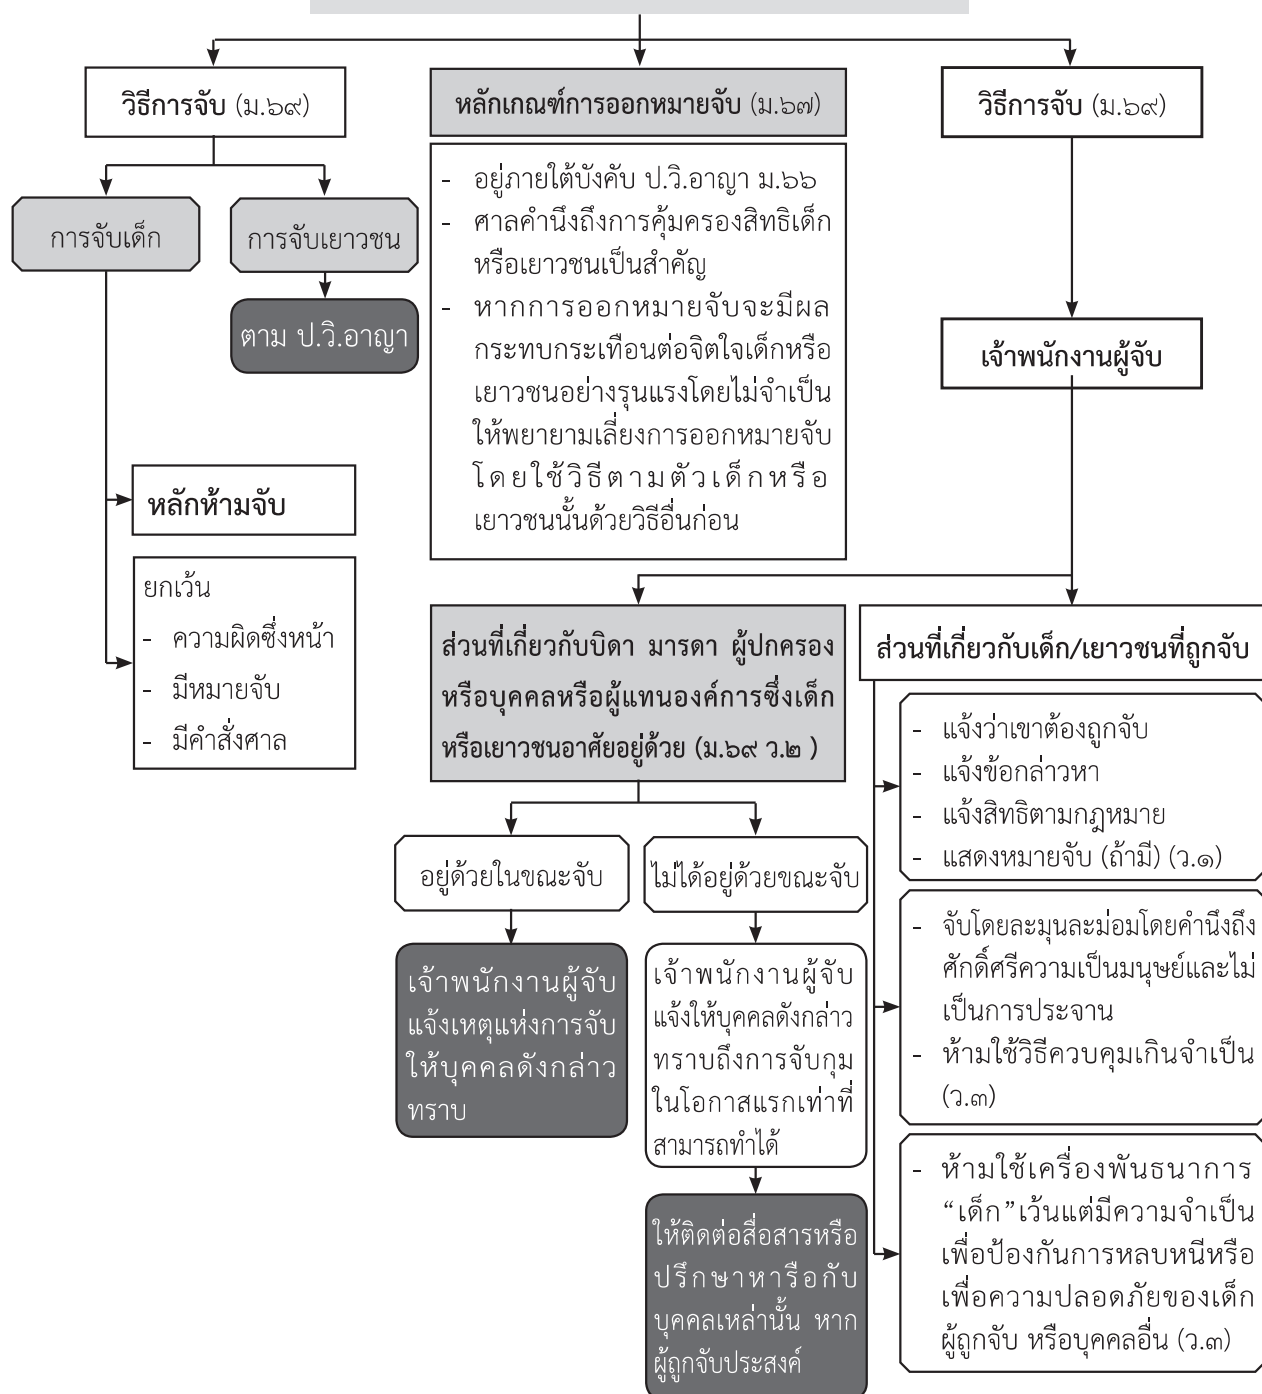 วิธีการจับ (ม.๖๙)
หลักเกณฑ์การออกหมายจับ (ม.๖๗)
วิธีการจับ (ม.๖๙)
การจับเด็ก
การจับเยาวชน
ตาม ป.วิ.อาญา
- อยู่ภายใต้บังคับ ป.วิ.อาญา ม.๖๖
- ศาลคำนึงถึงการคุ้มครองสิทธิเด็ก
หรือเยาวชนเป็นสำคัญ
- หากการออกหมายจับจะมีผล
กระทบกระเทือนต่อจิตใจเด็กหรือ
เยาวชนอย่างรุนแรงโดยไม่จำเป็น
ให้พยายามเลี่ยงการออกหมายจับ
โดยใช้วิธีตามตัวเด็กหรือ
เยาวชนนั้นด้วยวิธีอื่นก่อน
เจ้าพนักงานผู้จับ
หลักห้ามจับ
ยกเว้น
- ความผิดซึ่งหน้า
- มีหมายจับ
- มีคำสั่งศาล
ส่วนที่เกี่ยวกับบิดา มารดา ผู้ปกครอง
หรือบุคคลหรือผู้แทนองค์การซึ่งเด็ก
หรือเยาวชนอาศัยอยู่ด้วย (ม.๖๙ ว.๒ )
อยู่ด้วยในขณะจับ
ไม่ได้อยู่ด้วยขณะจับ
เจ้าพนักงานผู้จับ
แจ้งเหตุแห่งการจับ
ให้บุคคลดังกล่าว
ทราบ
เจ้าพนักงานผู้จับ
แจ้งให้บุคคลดังกล่าว
ทราบถึงการจับกุม
ในโอกาสแรกเท่าที่
สามารถทำได้
ให้ติดต่อสื่อสารหรือ
ปรึกษาหารือกับ
บุคคลเหล่านั้น หาก
ผู้ถูกจับประสงค์
ส่วนที่เกี่ยวกับเด็ก/เยาวชนที่ถูกจับ
- แจ้งว่าเขาต้องถูกจับ
- แจ้งข้อกล่าวหา
- แจ้งสิทธิตามกฎหมาย
- แสดงหมายจับ (ถ้ามี) (ว.๑)
- จับโดยละมุนละม่อมโดยคำนึงถึง
ศักดิ์ศรีความเป็นมนุษย์และไม่
เป็นการประจาน
- ห้ามใช้วิธีควบคุมเกินจำเป็น
(ว.๓)
- ห้ามใช้เครื่องพันธนาการ
“เด็ก”เว้นแต่มีความจำเป็น
เพื่อป้องกันการหลบหนีหรือ
เพื่อความปลอดภัยของเด็ก
ผู้ถูกจับ หรือบุคคลอื่น (ว.๓)